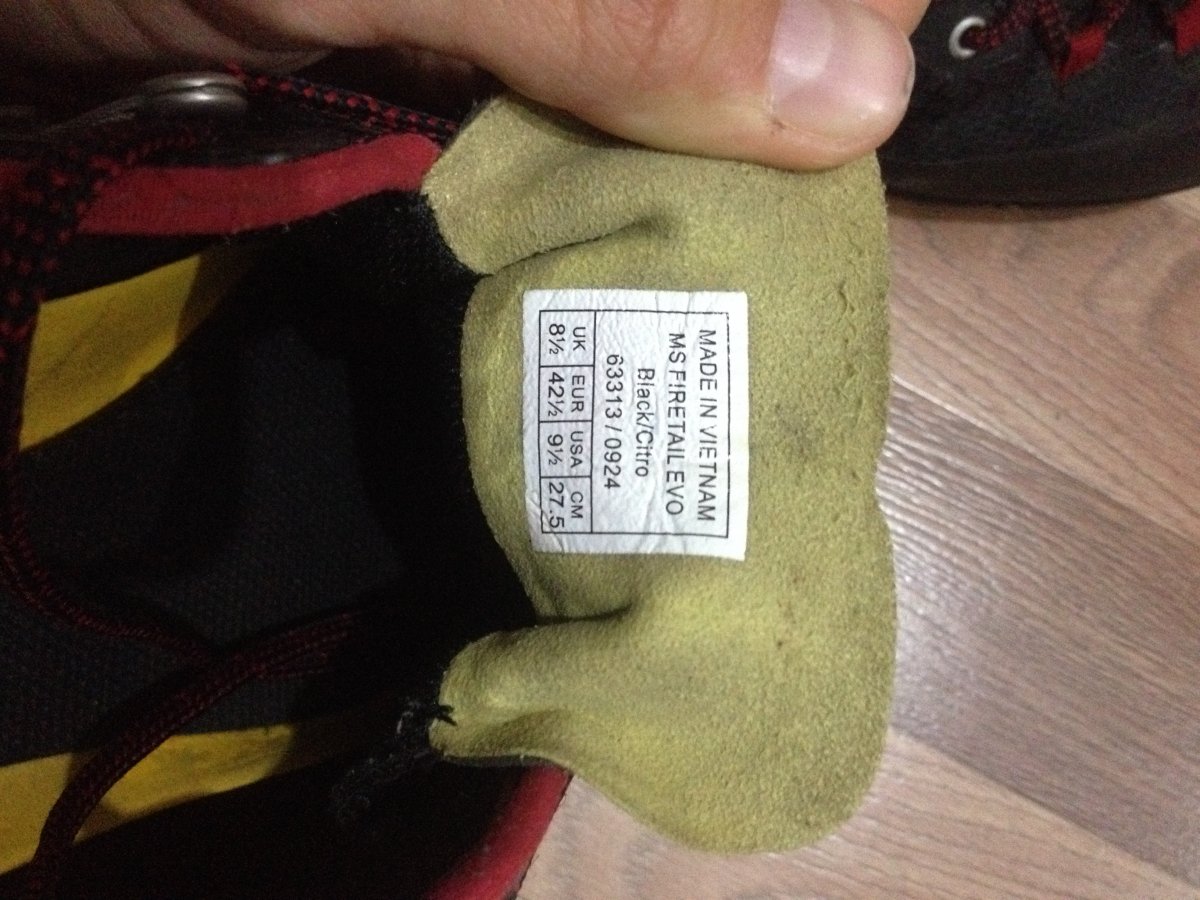 MADE IN VIETNAM
MS FIRETAIL EVO
Black/Citro
63313 / 0924
UK EUR USA CM
8½ 42½ 9½ 27.5